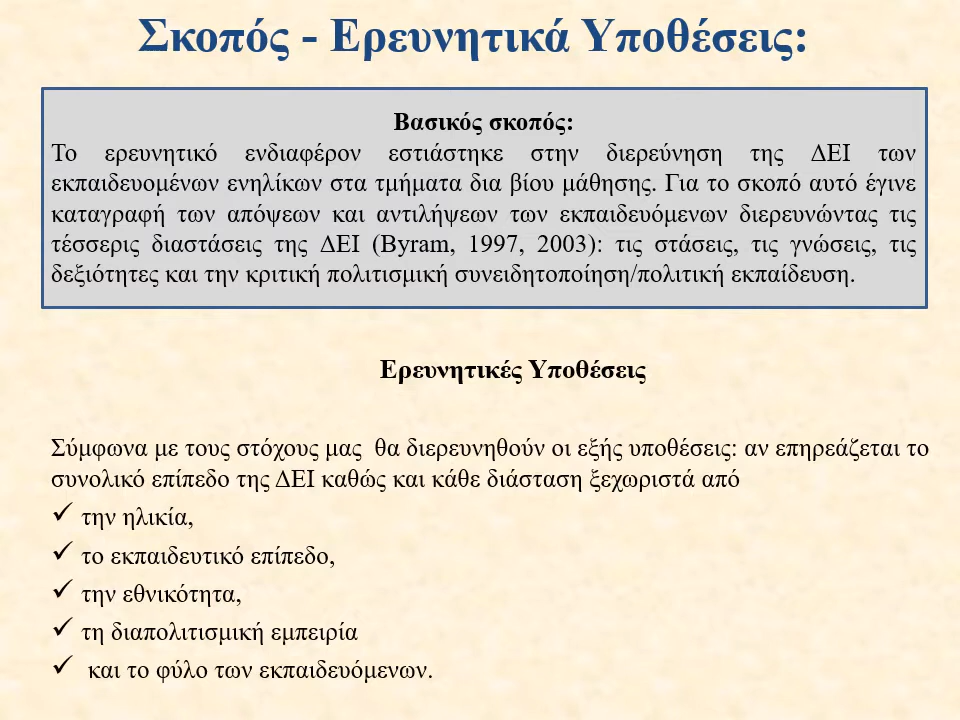 Σκοπός - Ερευνητικά Υποθέσεις:
Βασικός σκοπός:
Το ερευνητικό ενδιαφέρον εστιάστηκε στην διερεύνηση της ΔΕΙ των
εκπαιδευομένων ενηλίκων στα τμήματα δια βίου μάθησης. Για το σκοπό αυτό έγινε
καταγραφή των απόψεων και αντιλήψεων των εκπαιδευόμενων διερευνώντας τις
τέσσερις διαστάσεις της ΔΕΙ (Byram, 1997, 2003): τις στάσεις, τις γνώσεις, τις
δεξιότητες και την κριτική πολιτισμική συνειδητοποίηση/πολιτική εκπαίδευση.
Ερευνητικές Υποθέσεις
Σύμφωνα με τους στόχους μας θα διερευνηθούν οι εξής υποθέσεις: αν επηρεάζεται το
συνολικό επίπεδο της ΔΕΙ καθώς και κάθε διάσταση ξεχωριστά από
✓ την ηλικία,
✓ το εκπαιδευτικό επίπεδο,
✓ την εθνικότητα,
✓ τη διαπολιτισμική εμπειρία
✓ και το φύλο των εκπαιδευόμενων.